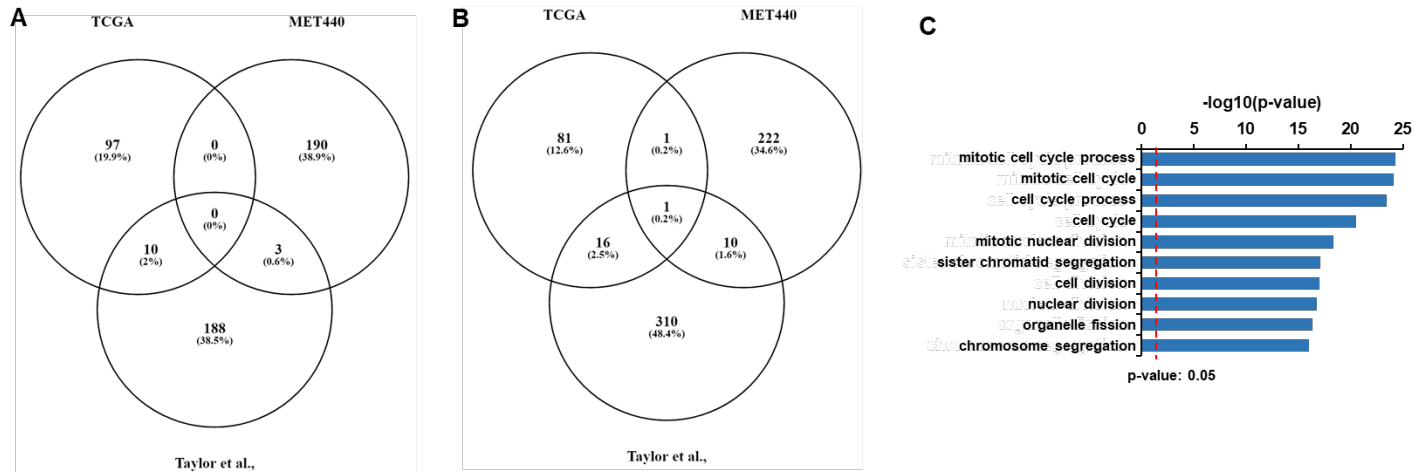 A
TCGA
MET440
97
(19.9%)
0
(0%)
190
(38.9%)
0
(0%)
10
(2%)
3
(0.6%)
188
(38.5%)
Taylor et al.,
B
TCGA
MET440
81
(12.6%)
1
(0.2%)
222
(34.6%)
1
(0.2%)
16
(2.5%)
10
(1.6%)
310
(48.4%)
Taylor et al.,
C
-log10(p-value)
0 5 10 15 20 25
mitotic cell cycle process
mitotic cell cycle
cell cycle process
cell cycle
mitotic nuclear division
sister chromatid segregation
cell division
nuclear division
organelle fission
chromosome segregation
p-value: 0.05